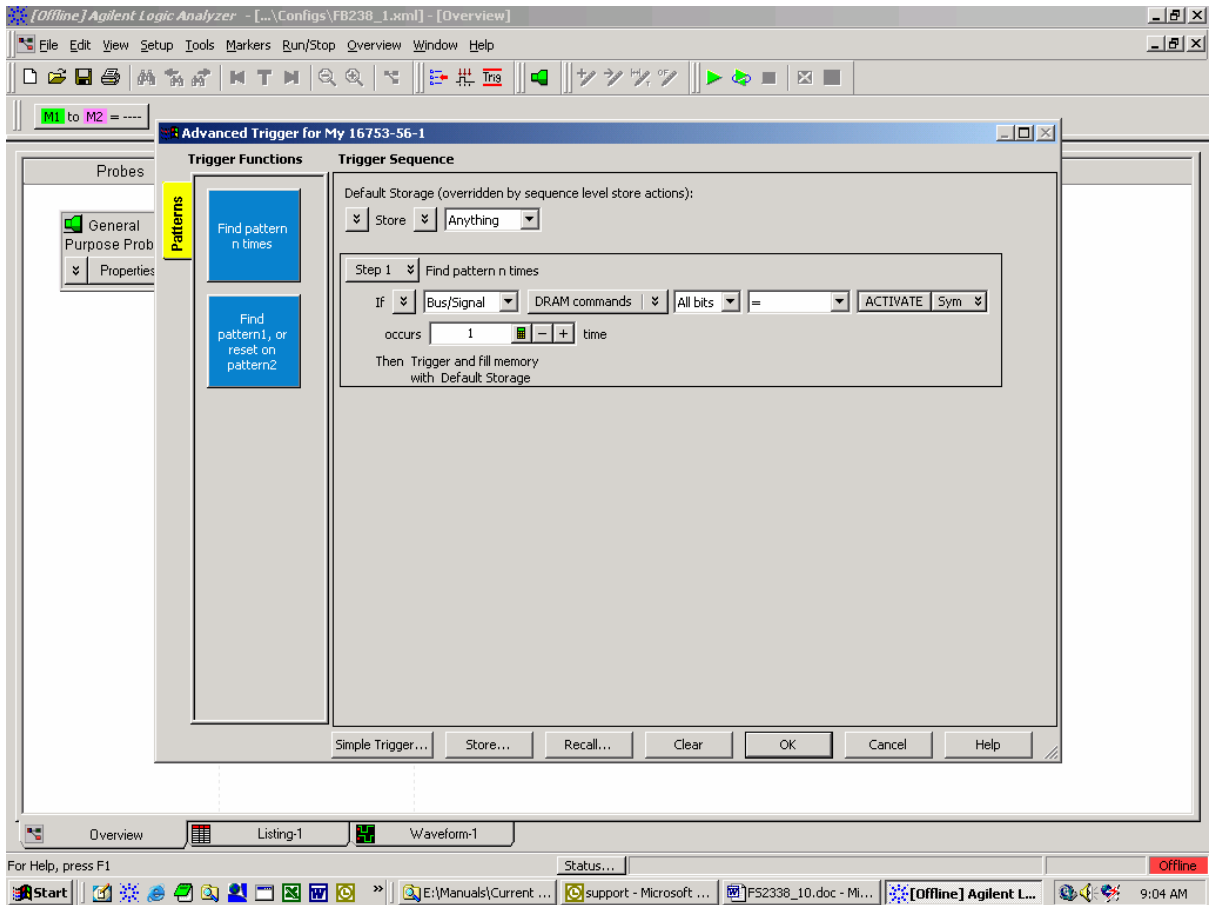 [Offline] Agilent Logic Analyzer - [...\Configs\FB238_1.xml] - [Overview]
File Edit View Setup Tools Markers Run/Stop Overview Window Help
T Trig
M1 to M2 = ----
Advanced Trigger for My 16753-56-1
Probes
General
Purpose Prob
Properties
Patterns
Trigger Functions
Find pattern
n times
Find
pattern1, or
reset on
pattern2
Trigger Sequence
Default Storage (overridden by sequence level store actions):
Store Anything
Step 1 Find pattern n times
If Bus/Signal DRAM commands All bits = ACTIVATE Sym
occurs 1 - + time
Then Trigger and fill memory
with Default Storage
Simple Trigger... Store... Recall... Clear OK Cancel Help
Overview Listing-1 Waveform-1
For Help, press F1 Status... Offline
Start » E:\Manuals\Current ... support - Microsoft ... FS2338_10.doc - Mi... [Offline] Agilent L... 9:04 AM